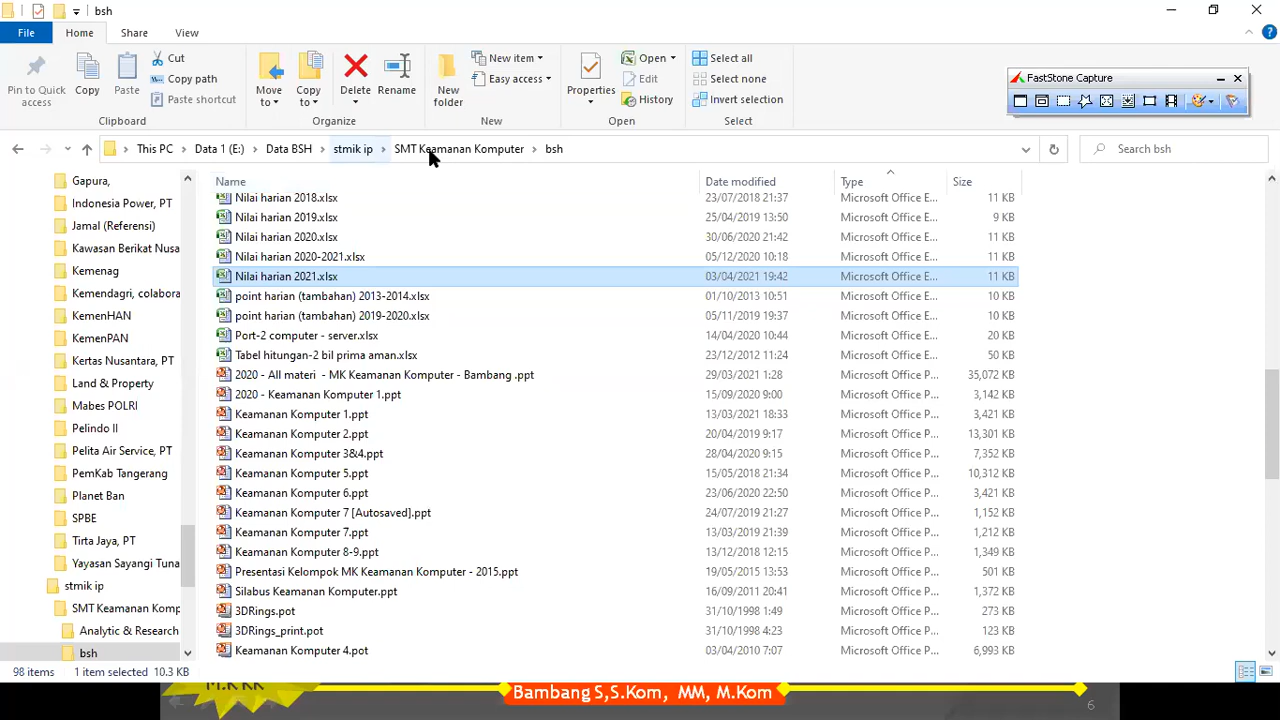 bsh
File
Home
Share
View
Pin to Quick access
Copy
Paste
Cut
Copy path
Paste shortcut
Clipboard
Move to
Copy to
Delete
Rename
Organize
New folder
New item
Easy access
New
Properties
Open
Edit
History
Open
Select all
Select none
Invert selection
Select
FastStone Capture
This PC > Data 1 (E:) > Data BSH > stmik ip > SMT Keamanan Komputer > bsh
Search bsh
Gapura,
Indonesia Power, PT
Jamal (Referensi)
Kawasan Berikat Nusa
Kemenag
Kemendagri, colabora
KemenHAN
KemenPAN
Kertas Nusantara, PT
Land & Property
Mabes POLRI
Pelindo II
Pelita Air Service, PT
PemKab Tangerang
Planet Ban
SPBE
Tirta Jaya, PT
Yayasan Sayangi Tuna
stmik ip
SMT Keamanan Komp
Analytic & Research
bsh
Name Date modified Type Size
Nilai harian 2018.xlsx 23/07/2018 21:37 Microsoft Office E... 11 KB
Nilai harian 2019.xlsx 25/04/2019 13:50 Microsoft Office E... 9 KB
Nilai harian 2020.xlsx 30/06/2020 21:42 Microsoft Office E... 11 KB
Nilai harian 2020-2021.xlsx 05/12/2020 10:18 Microsoft Office E... 11 KB
Nilai harian 2021.xlsx 03/04/2021 19:42 Microsoft Office E... 11 KB
point harian (tambahan) 2013-2014.xlsx 01/10/2013 10:51 Microsoft Office E... 10 KB
point harian (tambahan) 2019-2020.xlsx 05/11/2019 19:37 Microsoft Office E... 10 KB
Port-2 computer - server.xlsx 14/04/2020 10:44 Microsoft Office E... 20 KB
Tabel hitungan-2 bil prima aman.xlsx 23/12/2012 11:24 Microsoft Office E... 50 KB
2020 - All materi - MK Keamanan Komputer - Bambang .ppt 29/03/2021 1:28 Microsoft Office P... 35,072 KB
2020 - Keamanan Komputer 1.ppt 15/09/2020 9:00 Microsoft Office P... 3,142 KB
Keamanan Komputer 1.ppt 13/03/2021 18:33 Microsoft Office P... 3,421 KB
Keamanan Komputer 2.ppt 20/04/2019 9:17 Microsoft Office P... 13,301 KB
Keamanan Komputer 3&4.ppt 28/04/2020 9:15 Microsoft Office P... 7,352 KB
Keamanan Komputer 5.ppt 15/05/2018 21:34 Microsoft Office P... 10,312 KB
Keamanan Komputer 6.ppt 23/06/2020 22:50 Microsoft Office P... 3,421 KB
Keamanan Komputer 7 [Autosaved].ppt 24/07/2019 21:27 Microsoft Office P... 1,152 KB
Keamanan Komputer 7.ppt 13/03/2019 21:39 Microsoft Office P... 1,212 KB
Keamanan Komputer 8-9.ppt 13/12/2018 12:15 Microsoft Office P... 1,349 KB
Presentasi Kelompok MK Keamanan Komputer - 2015.ppt 19/05/2015 13:53 Microsoft Office P... 501 KB
Silabus Keamanan Komputer.ppt 16/09/2011 20:41 Microsoft Office P... 1,372 KB
3DRings.pot 31/10/1998 1:49 Microsoft Office P... 273 KB
3DRings_print.pot 31/10/1998 4:23 Microsoft Office P... 123 KB
Keamanan Komputer 4.pot 03/04/2010 7:07 Microsoft Office P... 6,993 KB
98 items 1 item selected 10.3 KB
Bambang S,S.Kom, MM, M.Kom
6